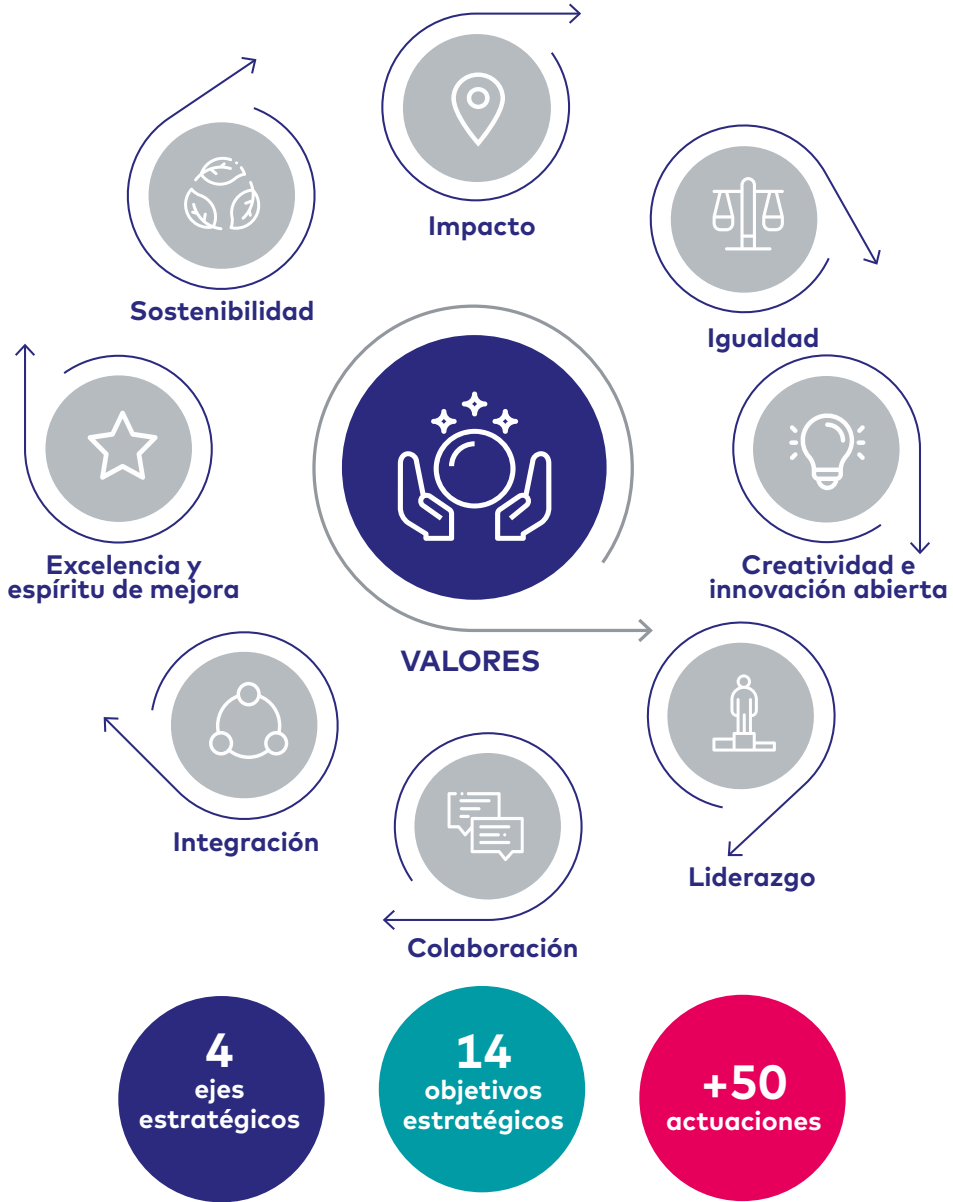 Impacto
Sostenibilidad
Igualdad
Excelencia y
espíritu de mejora
Creatividad e
innovación abierta
VALORES
Integración
Liderazgo
Colaboración
4
ejes
estratégicos
14
objetivos
estratégicos
+50
actuaciones